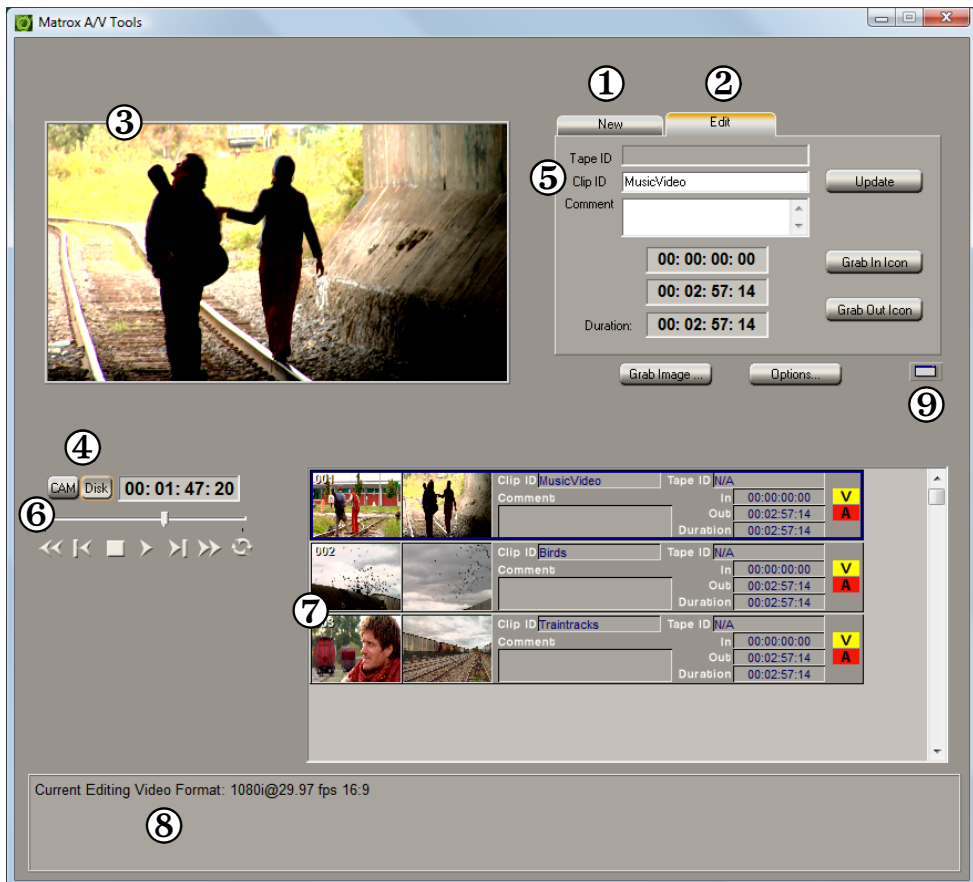 Matrox A/V Tools
1
2
3
New
Edit
Tape ID
5
Clip ID
MusicVideo
Update
Comment
00: 00: 00: 00
Grab In Icon
00: 02: 57: 14
Grab Out Icon
Duration:
00: 02: 57: 14
Grab Image ...
Options...
9
4
CAM
Disk
00: 01: 47: 20
6
001
Clip ID MusicVideo
Tape ID N/A
Comment
In 00:00:00:00 V
Out 00:02:57:14 A
Duration 00:02:57:14
002
Clip ID Birds
Tape ID N/A
Comment
In 00:00:00:00 V
Out 00:02:57:14 A
Duration 00:02:57:14
7
Clip ID Traintracks
Tape ID N/A
Comment
In 00:00:00:00 V
Out 00:02:57:14 A
Duration 00:02:57:14
Current Editing Video Format: 1080i@29.97 fps 16:9
8